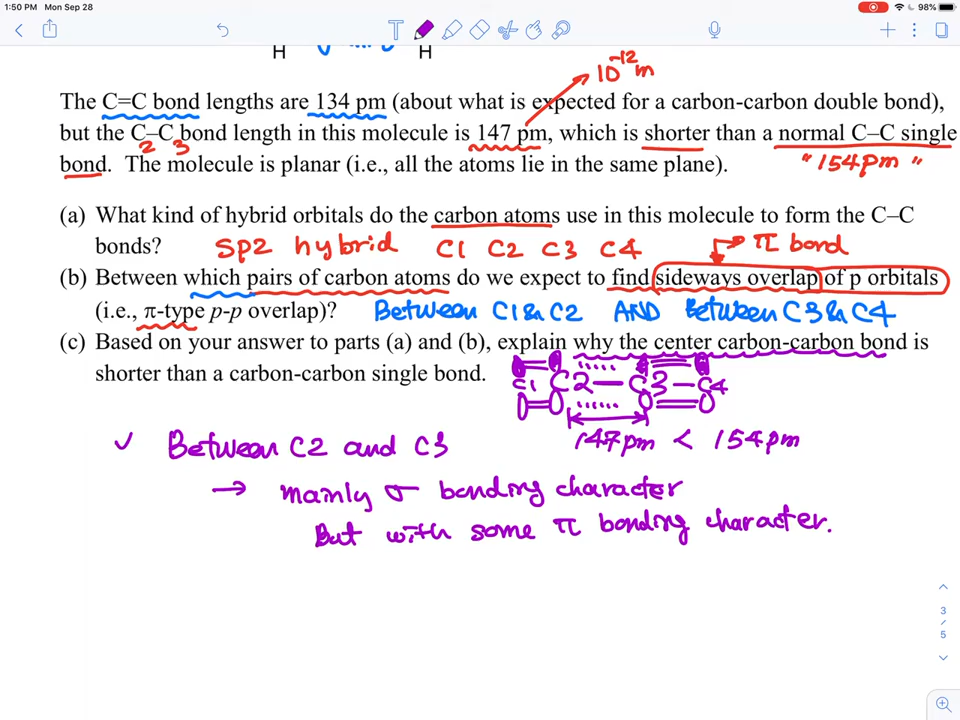 1:50 PM Mon Sep 28
98%
H H
10⁻¹² m
The C=C bond lengths are 134 pm (about what is expected for a carbon-carbon double bond),
but the C–C bond length in this molecule is 147 pm, which is shorter than a normal C–C single
2 3
bond. The molecule is planar (i.e., all the atoms lie in the same plane). "154pm"
(a) What kind of hybrid orbitals do the carbon atoms use in this molecule to form the C–C
bonds? SP2 hybrid C1 C2 C3 C4 π bond
(b) Between which pairs of carbon atoms do we expect to find sideways overlap of p orbitals
(i.e., π-type p-p overlap)? Between C1 & C2 AND Between C3 & C4
(c) Based on your answer to parts (a) and (b), explain why the center carbon-carbon bond is
shorter than a carbon-carbon single bond.
C1 C2 — C3 — C4
✓ Between C2 and C3 147pm < 154pm
→ mainly σ bonding character
But with some π bonding character.
3
/
5